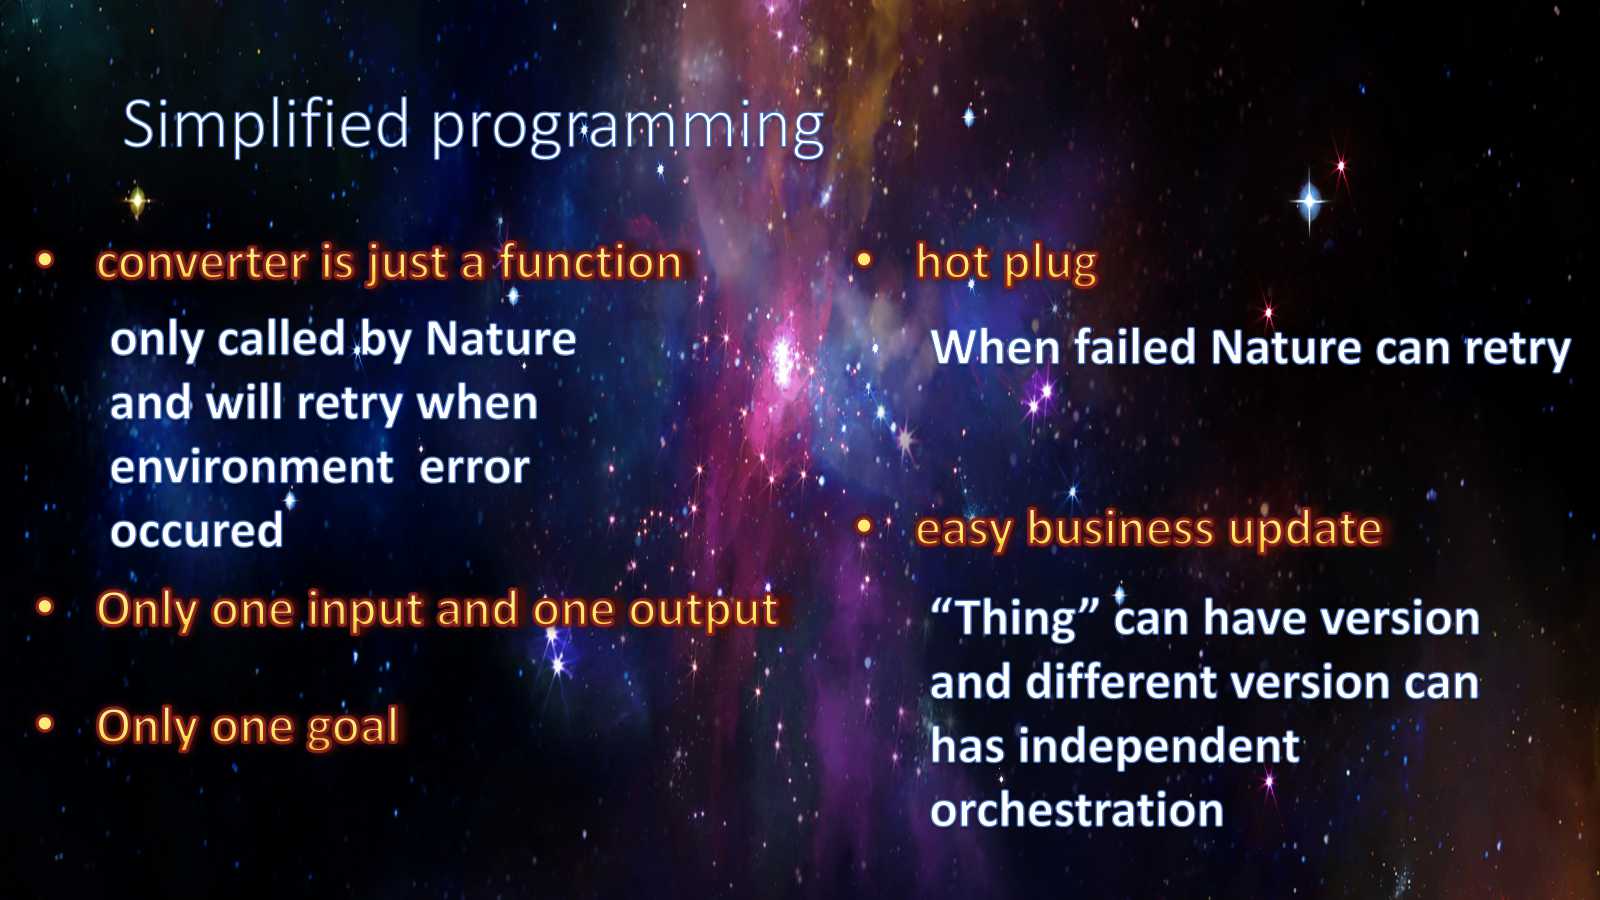 Simplified programming
• converter is just a function
only called by Nature
and will retry when
environment  error
occured
• Only one input and one output
• Only one goal
• hot plug
When failed Nature can retry
• easy business update
“Thing” can have version
and different version can
has independent
orchestration